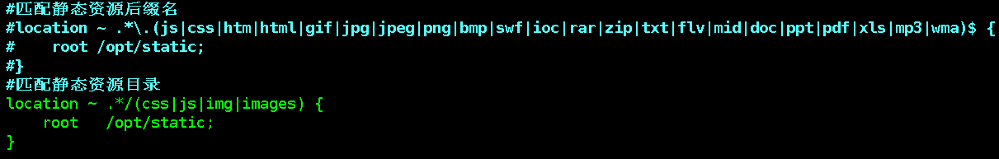 #匹配静态资源后缀名
#location ~ .*\.(js|css|htm|html|gif|jpg|jpeg|png|bmp|swf|ioc|rar|zip|txt|flv|mid|doc|ppt|pdf|xls|mp3|wma)$ {
#    root /opt/static;
#}
#匹配静态资源目录
location ~ .*/(css|js|img|images) {
    root   /opt/static;
}